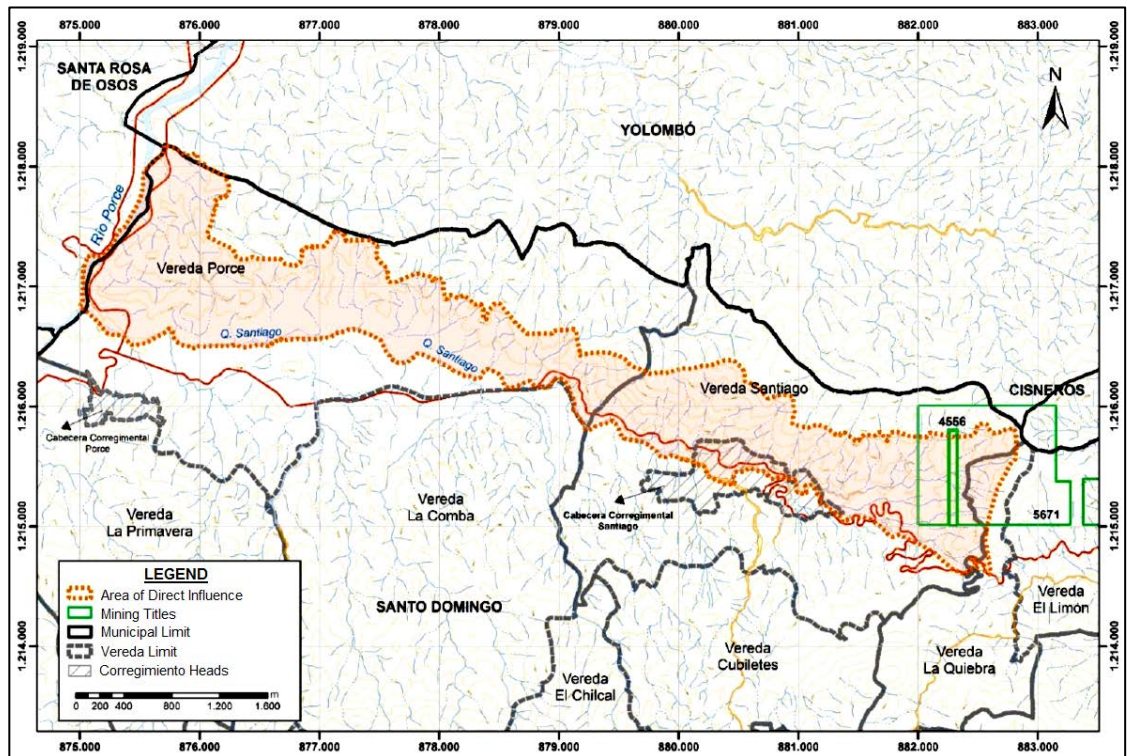 875.000 876.000 877.000 878.000 879.000 880.000 881.000 882.000 883.000
1.219.000
1.219.000
SANTA ROSA
DE OSOS
N
YOLOMBÓ
1.218.000
1.218.000
Río Porce
Vereda Porce
1.217.000
1.217.000
Q. Santiago
Q. Santiago
Vereda Santiago
CISNEROS
1.216.000
1.216.000
Cabecera Corregimental
Porce
4556
Cabecera Corregimental
Santiago
5671
Vereda
La Primavera
Vereda
La Comba
1.215.000
1.215.000
LEGEND
Area of Direct Influence
Mining Titles
Municipal Limit
Vereda Limit
Corregimiento Heads
0 200 400 800 1.200 1.600 m
SANTO DOMINGO
Vereda
El Limón
Vereda
Cubiletes
Vereda
La Quiebra
Vereda
El Chilcal
1.214.000
1.214.000
875.000 876.000 877.000 878.000 879.000 880.000 881.000 882.000 883.000